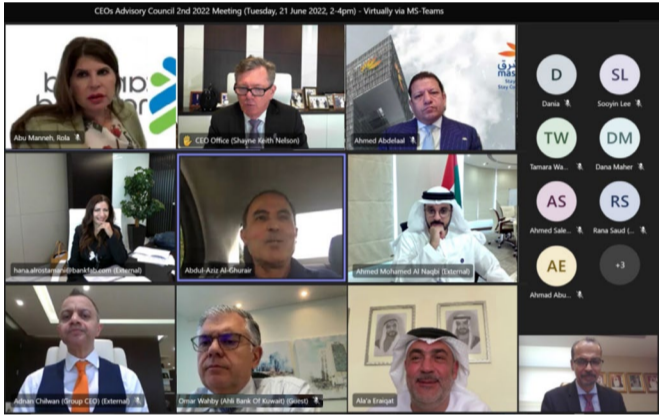 CEOs Advisory Council 2nd 2022 Meeting (Tuesday, 21 June 2022, 2-4pm) - Virtually via MS-Teams
Abu Manneh, Rola
CEO Office (Shayne Keith Nelson)
Ahmed Abdelaal
D
Dania
SL
Sooyin Lee
TW
Tamara Wa...
DM
Dana Maher
hana.alrostamani@bankfab.com (External)
Abdul-Aziz Al-Ghurair
Ahmed Mohamed Al Naqbi (External)
AS
Ahmed Sale...
RS
Rana Saud (...
AE
Ahmad Abu...
+3
Adnan Chilwan (Group CEO) (External)
Omar Wahby (Ahli Bank Of Kuwait) (Guest)
Ala'a Eraiqat